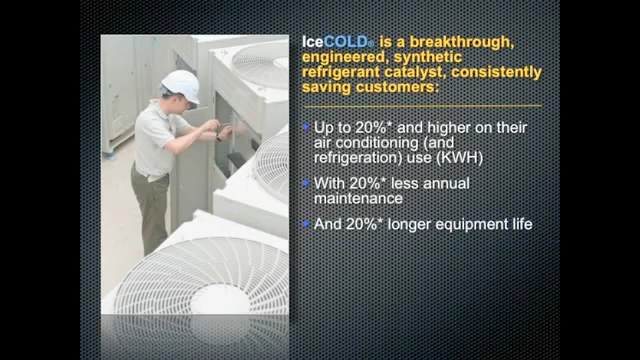 IceCOLD® is a breakthrough,
engineered, synthetic
refrigerant catalyst, consistently
saving customers:
• Up to 20%* and higher on their
air conditioning (and
refrigeration) use (KWH)
• With 20%* less annual
maintenance
• And 20%* longer equipment life